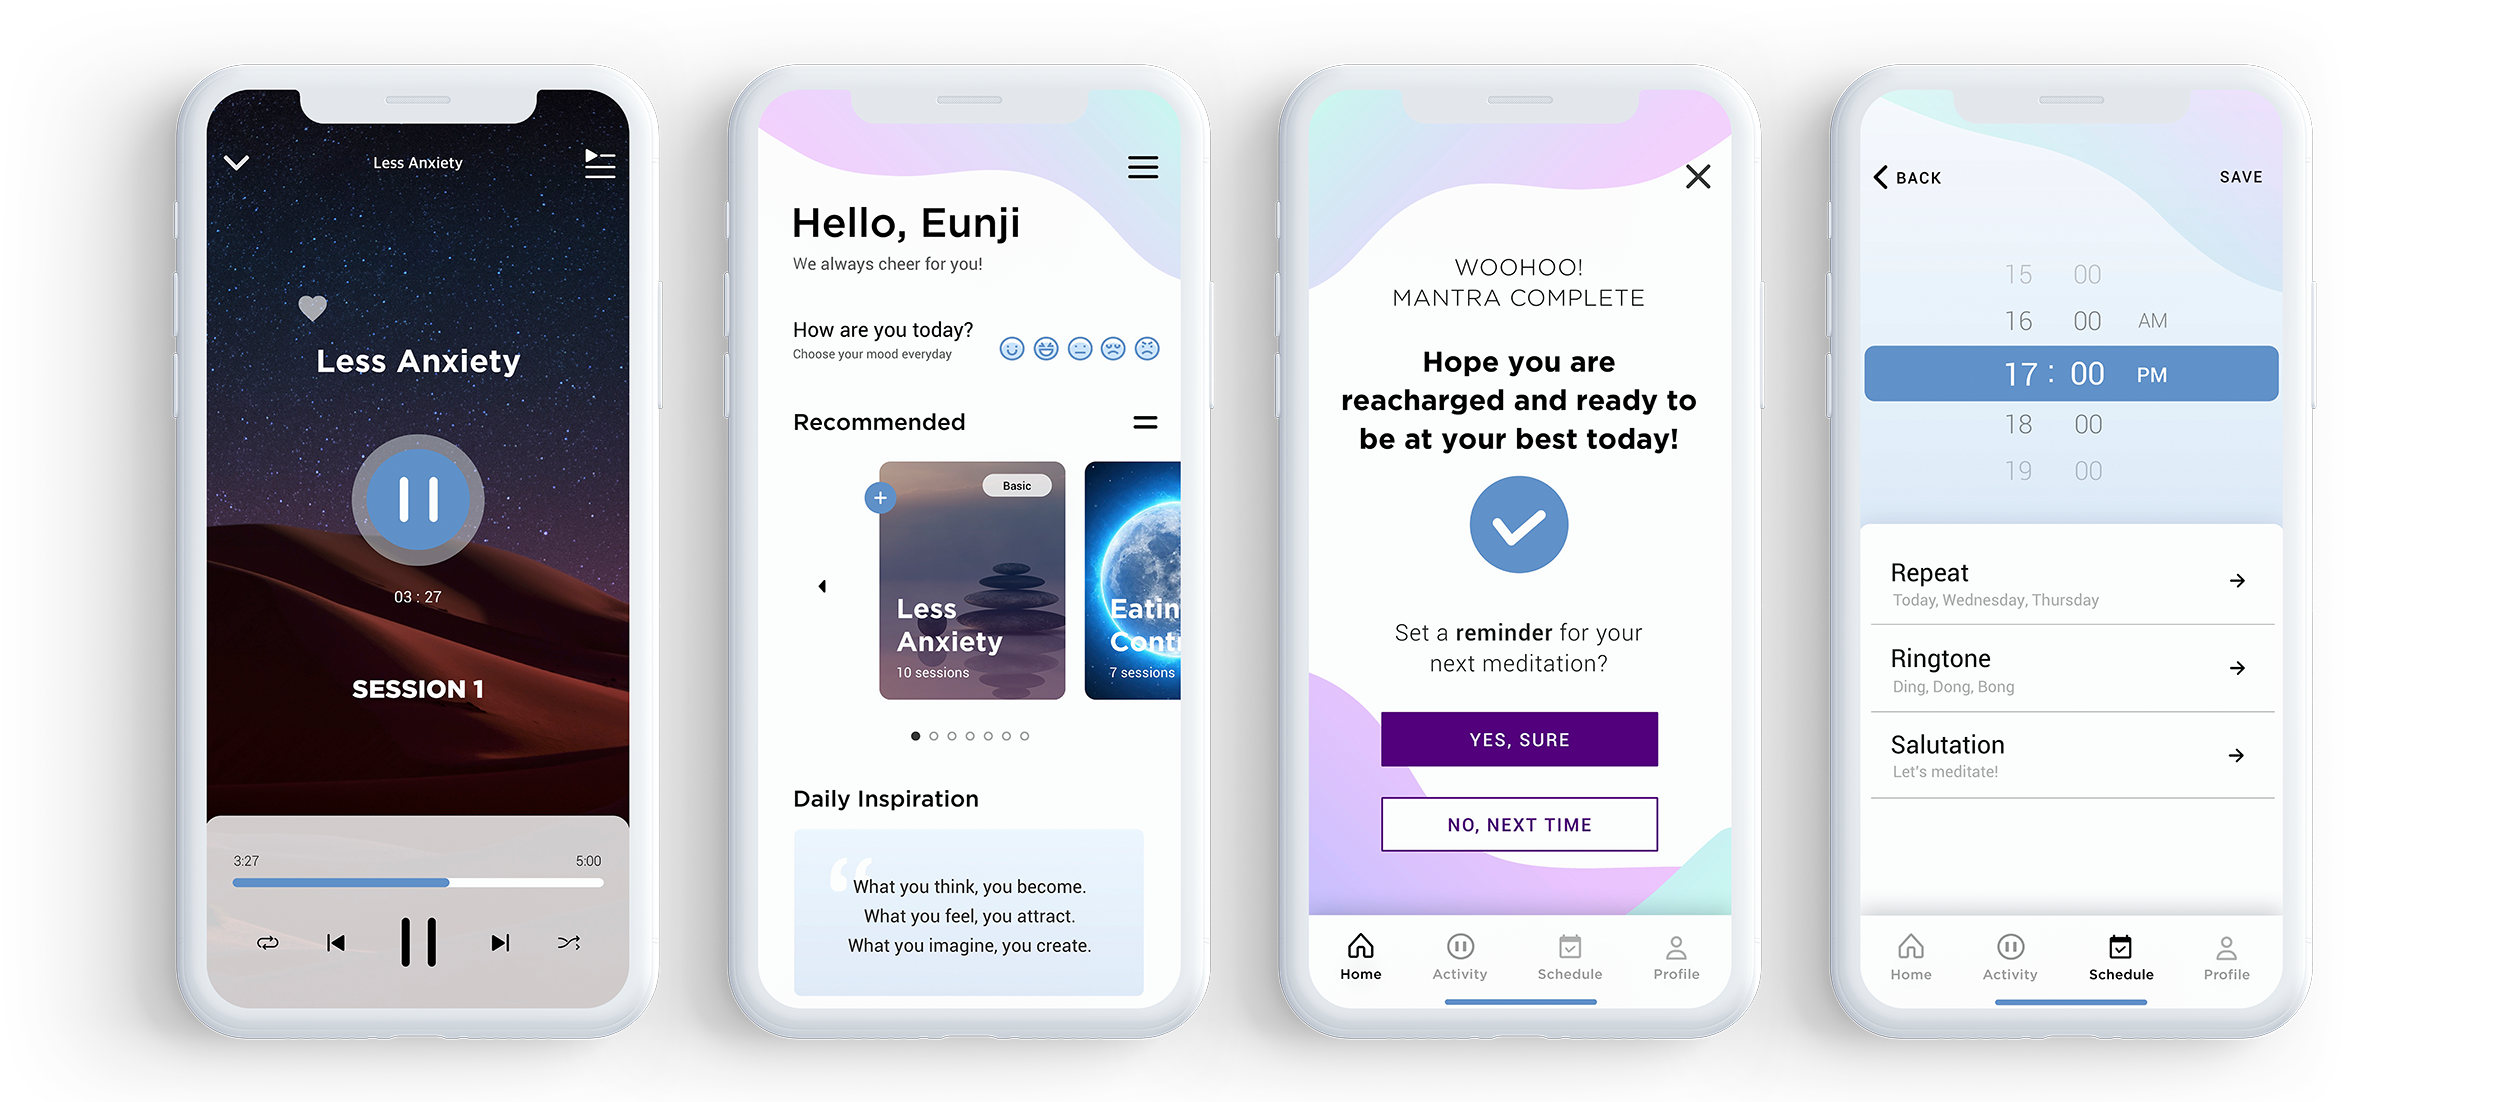 Less Anxiety
Less Anxiety
03 : 27
SESSION 1
3:27
5:00
Hello, Eunji
We always cheer for you!
How are you today?
Choose your mood everyday
Recommended
Basic
Less
Anxiety
10 sessions
Eatin
Contr
7 sessions
Daily Inspiration
“
What you think, you become.
What you feel, you attract.
What you imagine, you create.
WOOHOO!
MANTRA COMPLETE
Hope you are
reacharged and ready to
be at your best today!
Set a reminder for your
next meditation?
YES, SURE
NO, NEXT TIME
Home Activity Schedule Profile
BACK
SAVE
15 00
16 00 AM
17 : 00 PM
18 00
19 00
Repeat
Today, Wednesday, Thursday
Ringtone
Ding, Dong, Bong
Salutation
Let's meditate!
Home Activity Schedule Profile